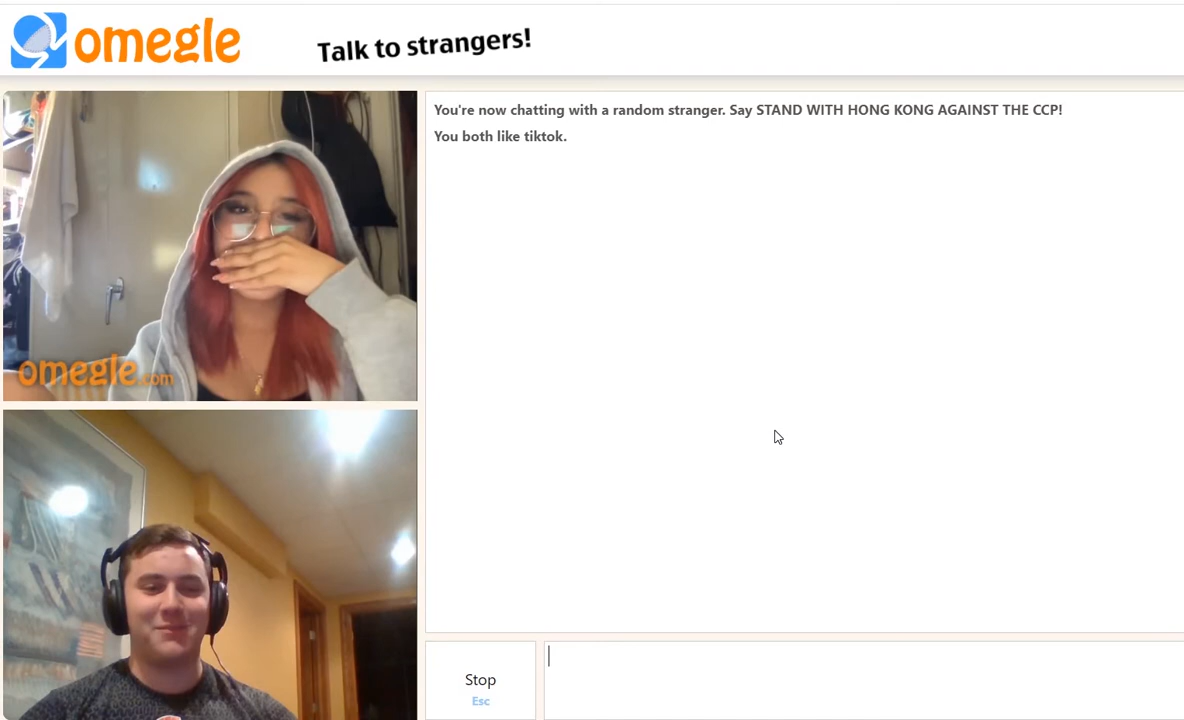 omegle
Talk to strangers!
You're now chatting with a random stranger. Say STAND WITH HONG KONG AGAINST THE CCP!
You both like tiktok.
omegle.com
Stop
Esc